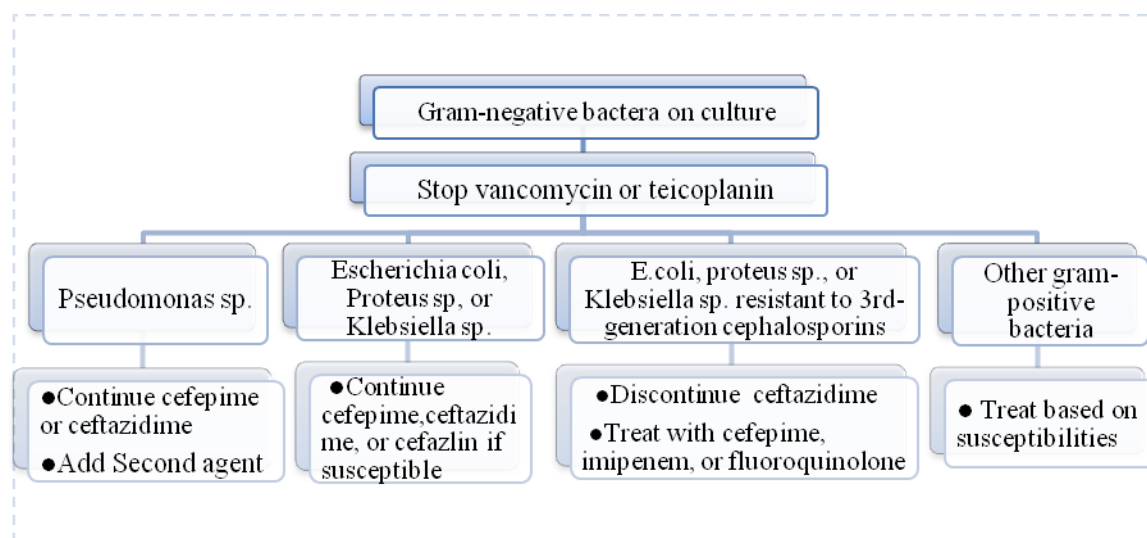 Gram-negative bactera on culture
Stop vancomycin or teicoplanin
Pseudomonas sp.
Escherichia coli,
Proteus sp, or
Klebsiella sp.
E.coli, proteus sp., or
Klebsiella sp. resistant to 3rd-
generation cephalosporins
Other gram-
positive
bacteria
●Continue cefepime
or ceftazidime
●Add Second agent
●Continue
cefepime,ceftazidi
me, or cefazlin if
susceptible
●Discontinue ceftazidime
●Treat with cefepime,
imipenem, or fluoroquinolone
● Treat based on
susceptibilities